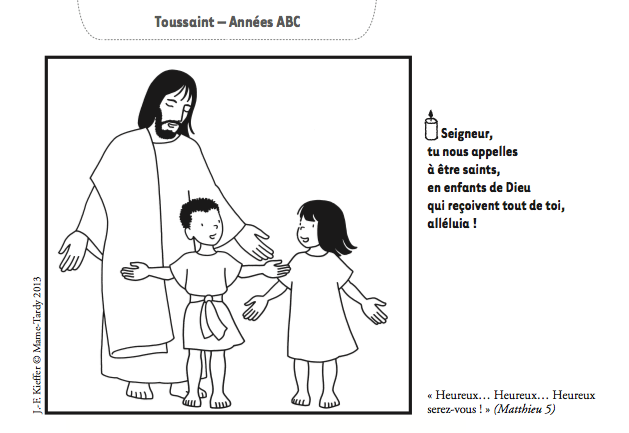 Toussaint – Années ABC
Seigneur,
tu nous appelles
à être saints,
en enfants de Dieu
qui reçoivent tout de toi,
alléluia !
« Heureux… Heureux… Heureux
serez-vous ! » (Matthieu 5)
J.-F. Kieffer © Mame-Tardy 2013